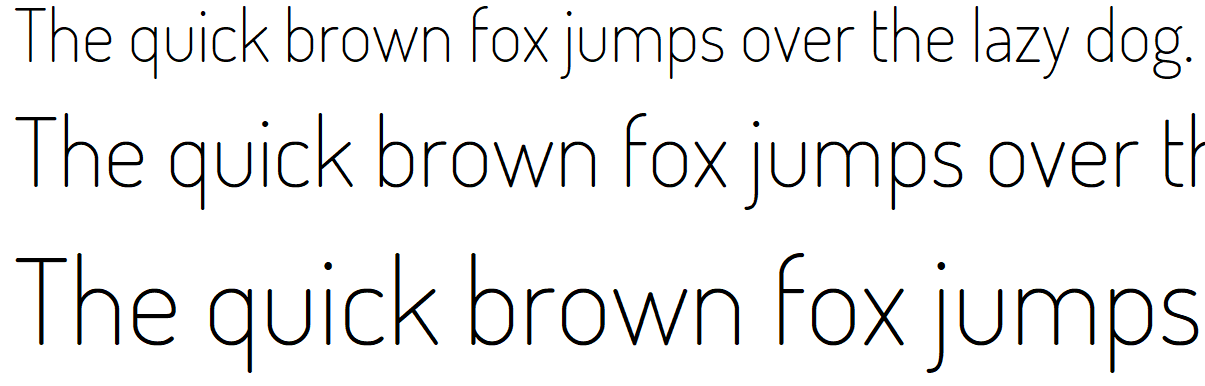 The quick brown fox jumps over the lazy dog.
The quick brown fox jumps over th
The quick brown fox jumps